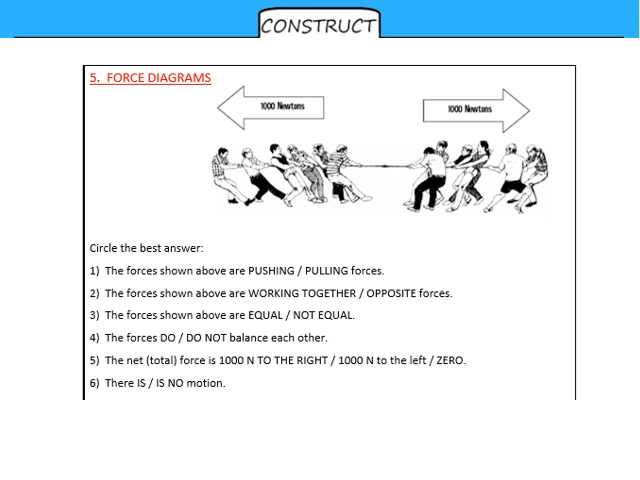 CONSTRUCT
5. FORCE DIAGRAMS
1000 Newtons
1000 Newtons
Circle the best answer:
1) The forces shown above are PUSHING / PULLING forces.
2) The forces shown above are WORKING TOGETHER / OPPOSITE forces.
3) The forces shown above are EQUAL / NOT EQUAL.
4) The forces DO / DO NOT balance each other.
5) The net (total) force is 1000 N TO THE RIGHT / 1000 N to the left / ZERO.
6) There IS / IS NO motion.